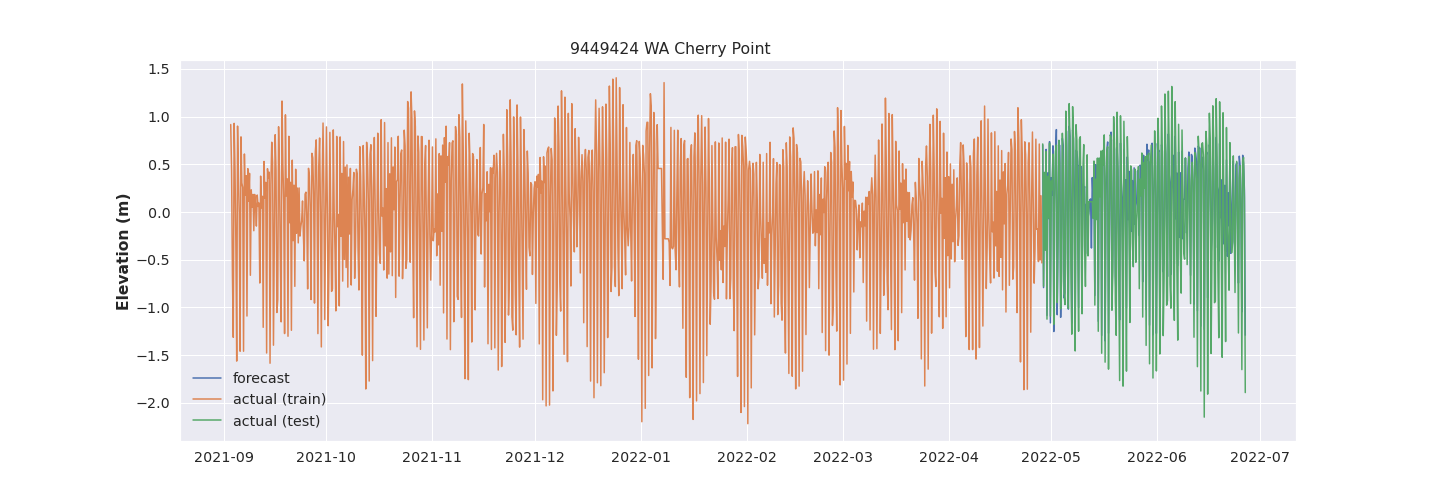 9449424 WA Cherry Point
1.5
1.0
0.5
0.0
−0.5
−1.0
−1.5
−2.0
Elevation (m)
forecast
actual (train)
actual (test)
2021-09 2021-10 2021-11 2021-12 2022-01 2022-02 2022-03 2022-04 2022-05 2022-06 2022-07